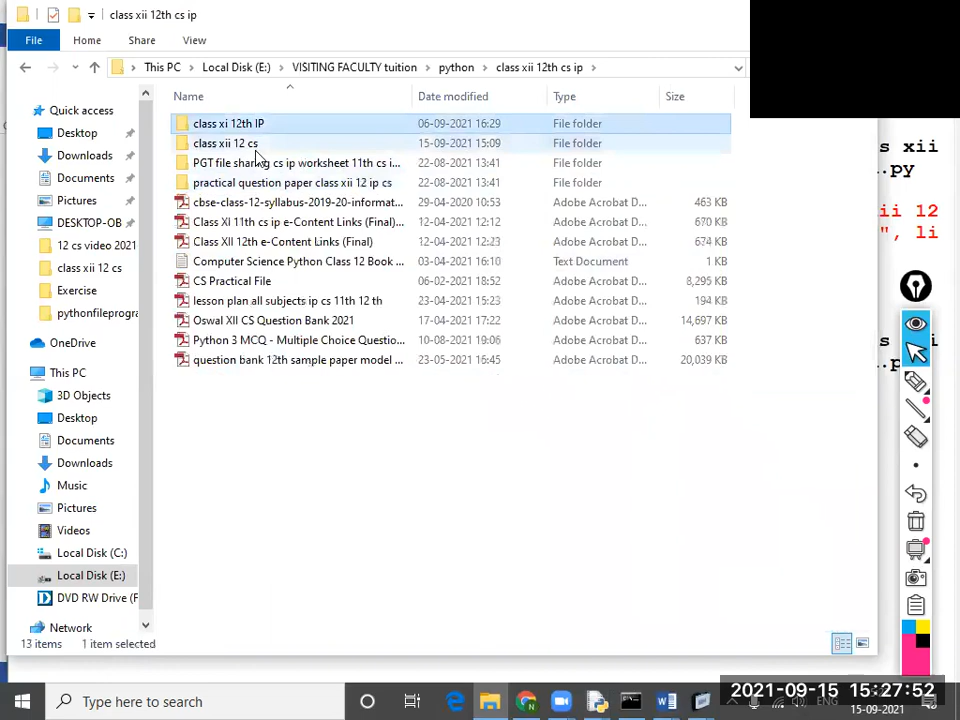 class xii 12th cs ip
File Home Share View
This PC Local Disk (E:) VISITING FACULTY tuition python class xii 12th cs ip
Name Date modified Type Size
Quick access
Desktop
Downloads
Documents
Pictures
DESKTOP-OB
12 cs video 2021
class xii 12 cs
Exercise
pythonfileprogra
OneDrive
This PC
3D Objects
Desktop
Documents
Downloads
Music
Pictures
Videos
Local Disk (C:)
Local Disk (E:)
DVD RW Drive (F
Network
class xi 12th IP 06-09-2021 16:29 File folder
class xii 12 cs 15-09-2021 15:09 File folder
PGT file sharing cs ip worksheet 11th cs i... 22-08-2021 13:41 File folder
practical question paper class xii 12 ip cs 22-08-2021 13:41 File folder
cbse-class-12-syllabus-2019-20-informat... 29-04-2020 10:53 Adobe Acrobat D... 463 KB
Class XI 11th cs ip e-Content Links (Final)... 12-04-2021 12:12 Adobe Acrobat D... 670 KB
Class XII 12th e-Content Links (Final) 12-04-2021 12:23 Adobe Acrobat D... 674 KB
Computer Science Python Class 12 Book ... 03-04-2021 16:10 Text Document 1 KB
CS Practical File 06-02-2021 18:52 Adobe Acrobat D... 8,295 KB
lesson plan all subjects ip cs 11th 12 th 23-04-2021 15:23 Adobe Acrobat D... 194 KB
Oswal XII CS Question Bank 2021 17-04-2021 17:22 Adobe Acrobat D... 14,697 KB
Python 3 MCQ - Multiple Choice Questio... 10-08-2021 19:06 Adobe Acrobat D... 637 KB
question bank 12th sample paper model ... 23-05-2021 16:45 Adobe Acrobat D... 20,039 KB
13 items 1 item selected
s xii
.PY
ii 12
", li
Type here to search
2021-09-15 15:27:52
ENG
15-09-2021